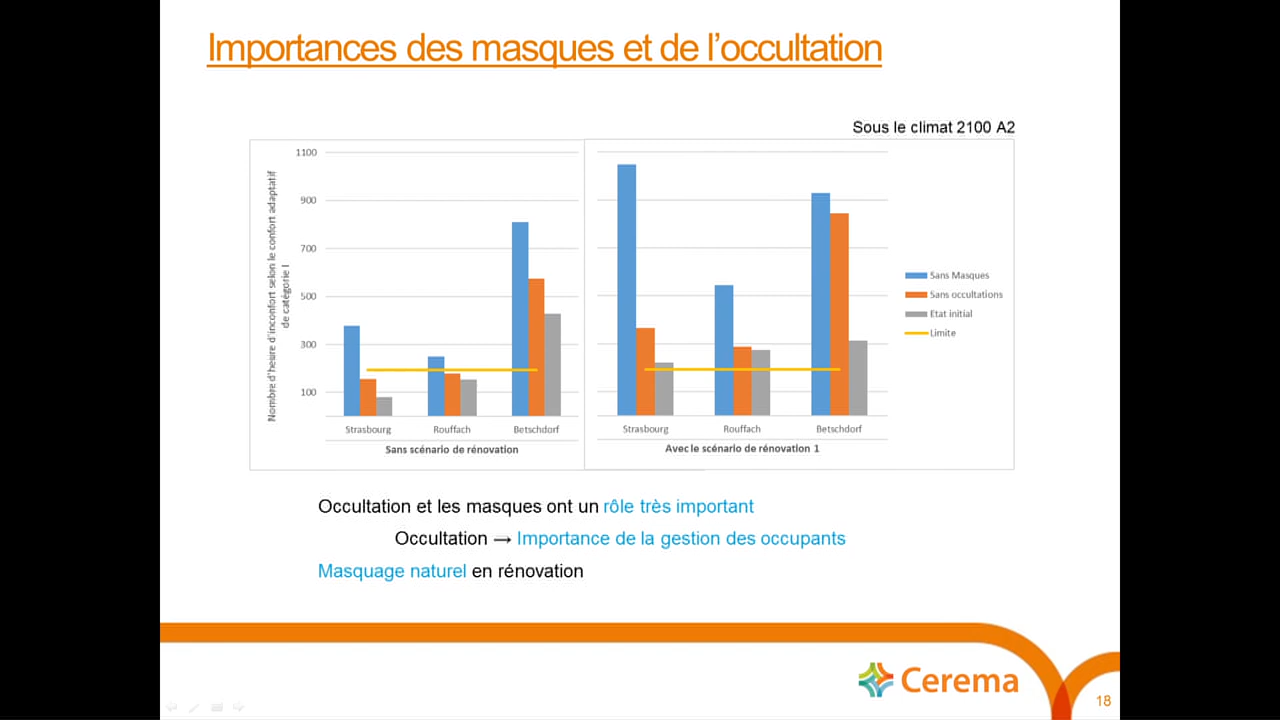 Importances des masques et de l'occultation
Sous le climat 2100 A2
Nombre d'heure d'inconfort selon le confort adaptatif
de catégorie I
1100
900
700
500
300
100
Strasbourg
Rouffach
Betschdorf
Sans scénario de rénovation
Strasbourg
Rouffach
Betschdorf
Avec le scénario de rénovation 1
Sans Masques
Sans occultations
Etat initial
Limite
Occultation et les masques ont un rôle très important
Occultation → Importance de la gestion des occupants
Masquage naturel en rénovation
Cerema
18